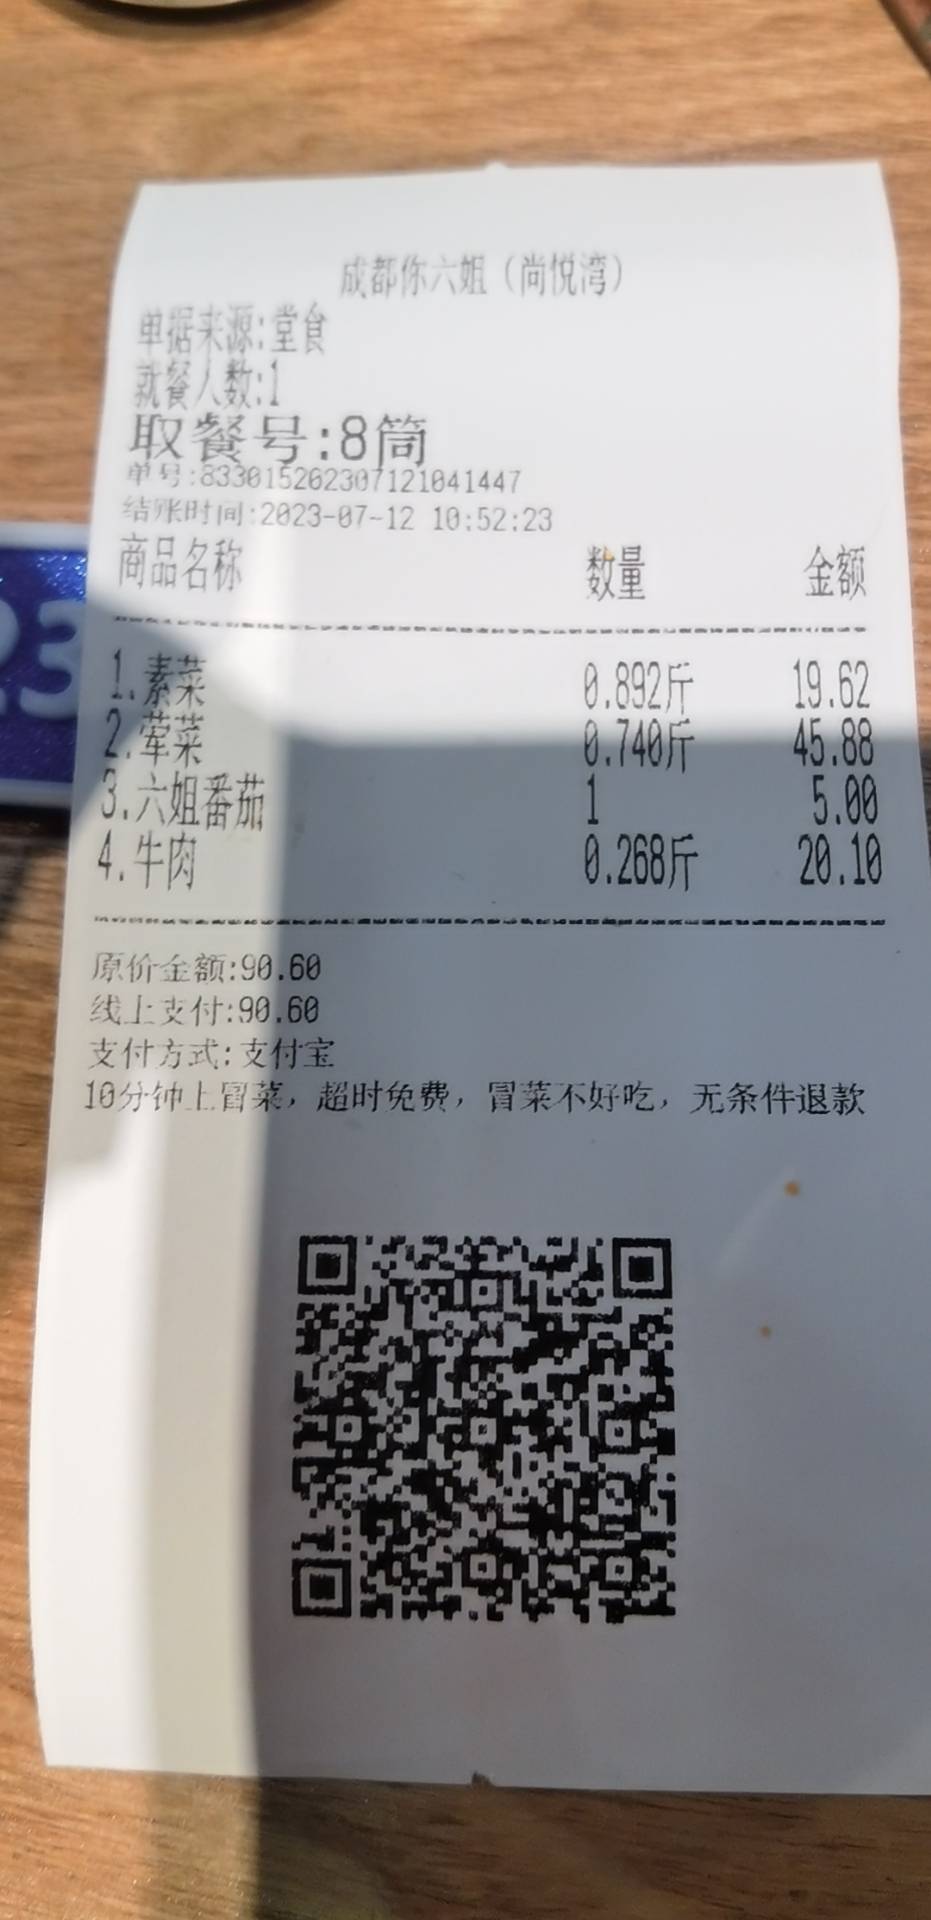 成都你六姐（尚悦湾）
单据来源:堂食
就餐人数:1
取餐号:8筒
单号:833015202307121041447
结账时间:2023-07-12 10:52:23
商品名称 数量 金额
1.素菜 0.892斤 19.62
2.荤菜 0.740斤 45.88
3.六姐番茄 1 5.00
4.牛肉 0.268斤 20.10
原价金额:90.60
线上支付:90.60
支付方式:支付宝
10分钟上冒菜，超时免费，冒菜不好吃，无条件退款
23